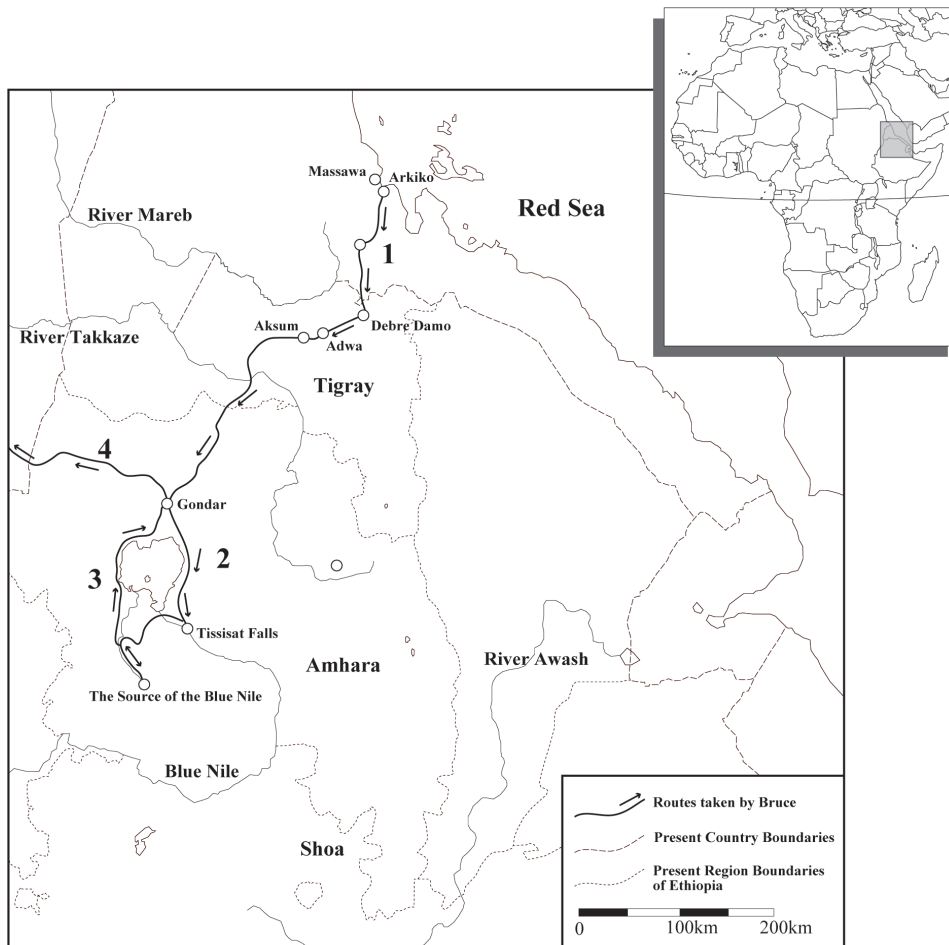 Massawa
Arkiko
Red Sea
River Mareb
1
Aksum
Debre Damo
River Takkaze
Adwa
Tigray
4
Gondar
2
3
Tissisat Falls
Amhara
River Awash
The Source of the Blue Nile
Blue Nile
Shoa
Routes taken by Bruce
Present Country Boundaries
Present Region Boundaries
of Ethiopia
0 100km 200km